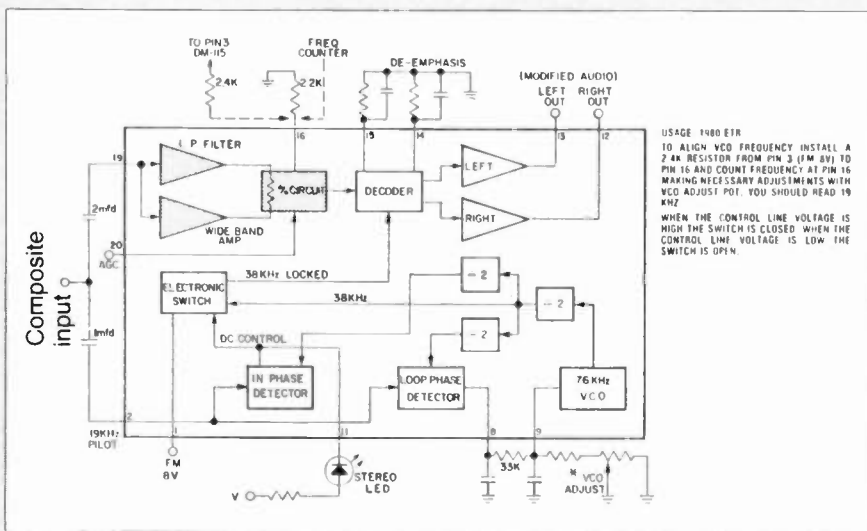 TO PIN 3
DM-115
FREQ
COUNTER
2.4K
2.2K
DE-EMPHASIS
(MODIFIED AUDIO)
LEFT
OUT
RIGHT
OUT
16
15
14
13
12
19
L P FILTER
% CIRCUIT
DECODER
LEFT
RIGHT
WIDE BAND
AMP
2mfd
20
AGC
Composite
input
1mfd
38KHz LOCKED
ELECTRONIC
SWITCH
38KHz
÷ 2
÷ 2
÷ 2
DC CONTROL
IN PHASE
DETECTOR
LOOP PHASE
DETECTOR
76 KHz
V.C.O
2
19KHz
PILOT
1
FM
8V
11
STEREO
LED
V
8
9
33K
*
VCO
ADJUST
USAGE 1980 ETR
TO ALIGN VCO FREQUENCY INSTALL A
2.4K RESISTOR FROM PIN 3 (FM 8V) TO
PIN 16 AND COUNT FREQUENCY AT PIN 16
MAKING NECESSARY ADJUSTMENTS WITH
VCO ADJUST POT. YOU SHOULD READ 19
KHZ
WHEN THE CONTROL LINE VOLTAGE IS
HIGH THE SWITCH IS CLOSED WHEN THE
CONTROL LINE VOLTAGE IS LOW THE
SWITCH IS OPEN.